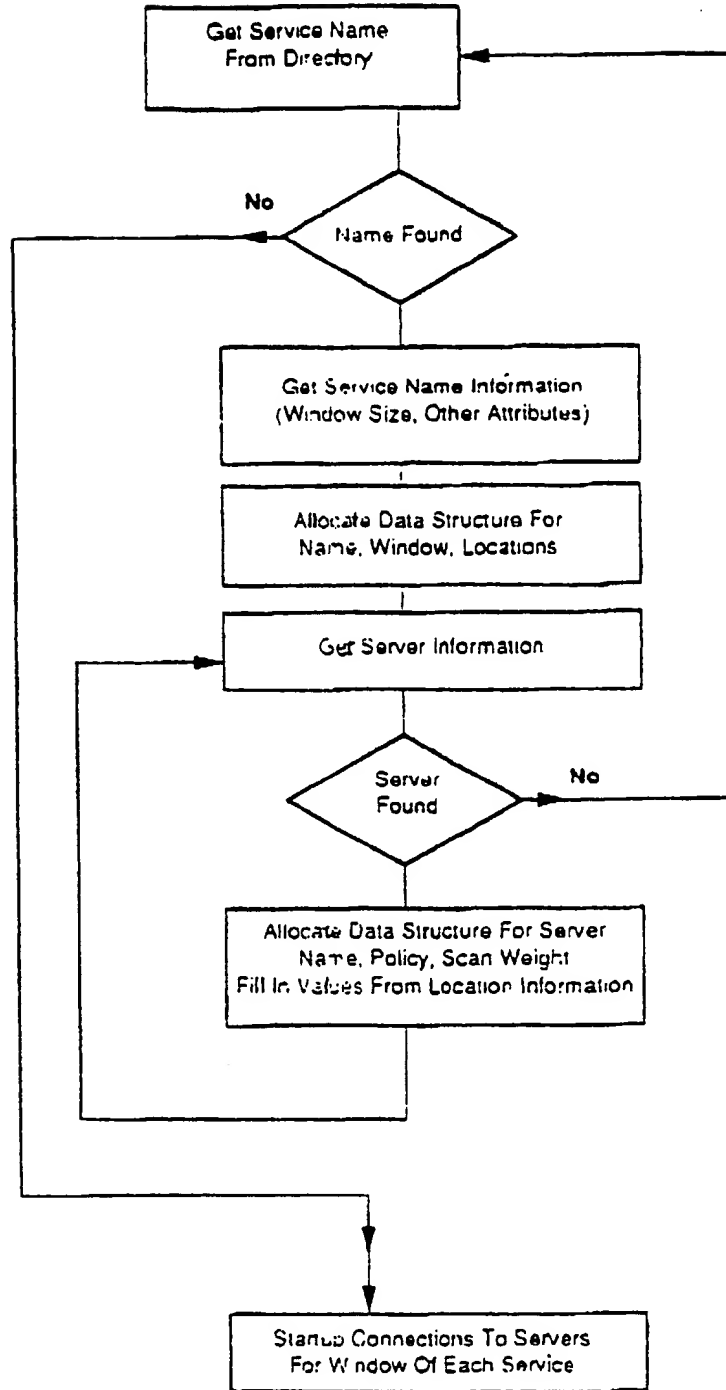 Get Service Name
From Directory
No
Name Found
Get Service Name Information
(Window Size, Other Attributes)
Allocate Data Structure For
Name, Window, Locations
Get Server Information
Server
Found
No
Allocate Data Structure For Server
Name, Policy, Scan Weight
Fill In Values From Location Information
Startup Connections To Servers
For Window Of Each Service